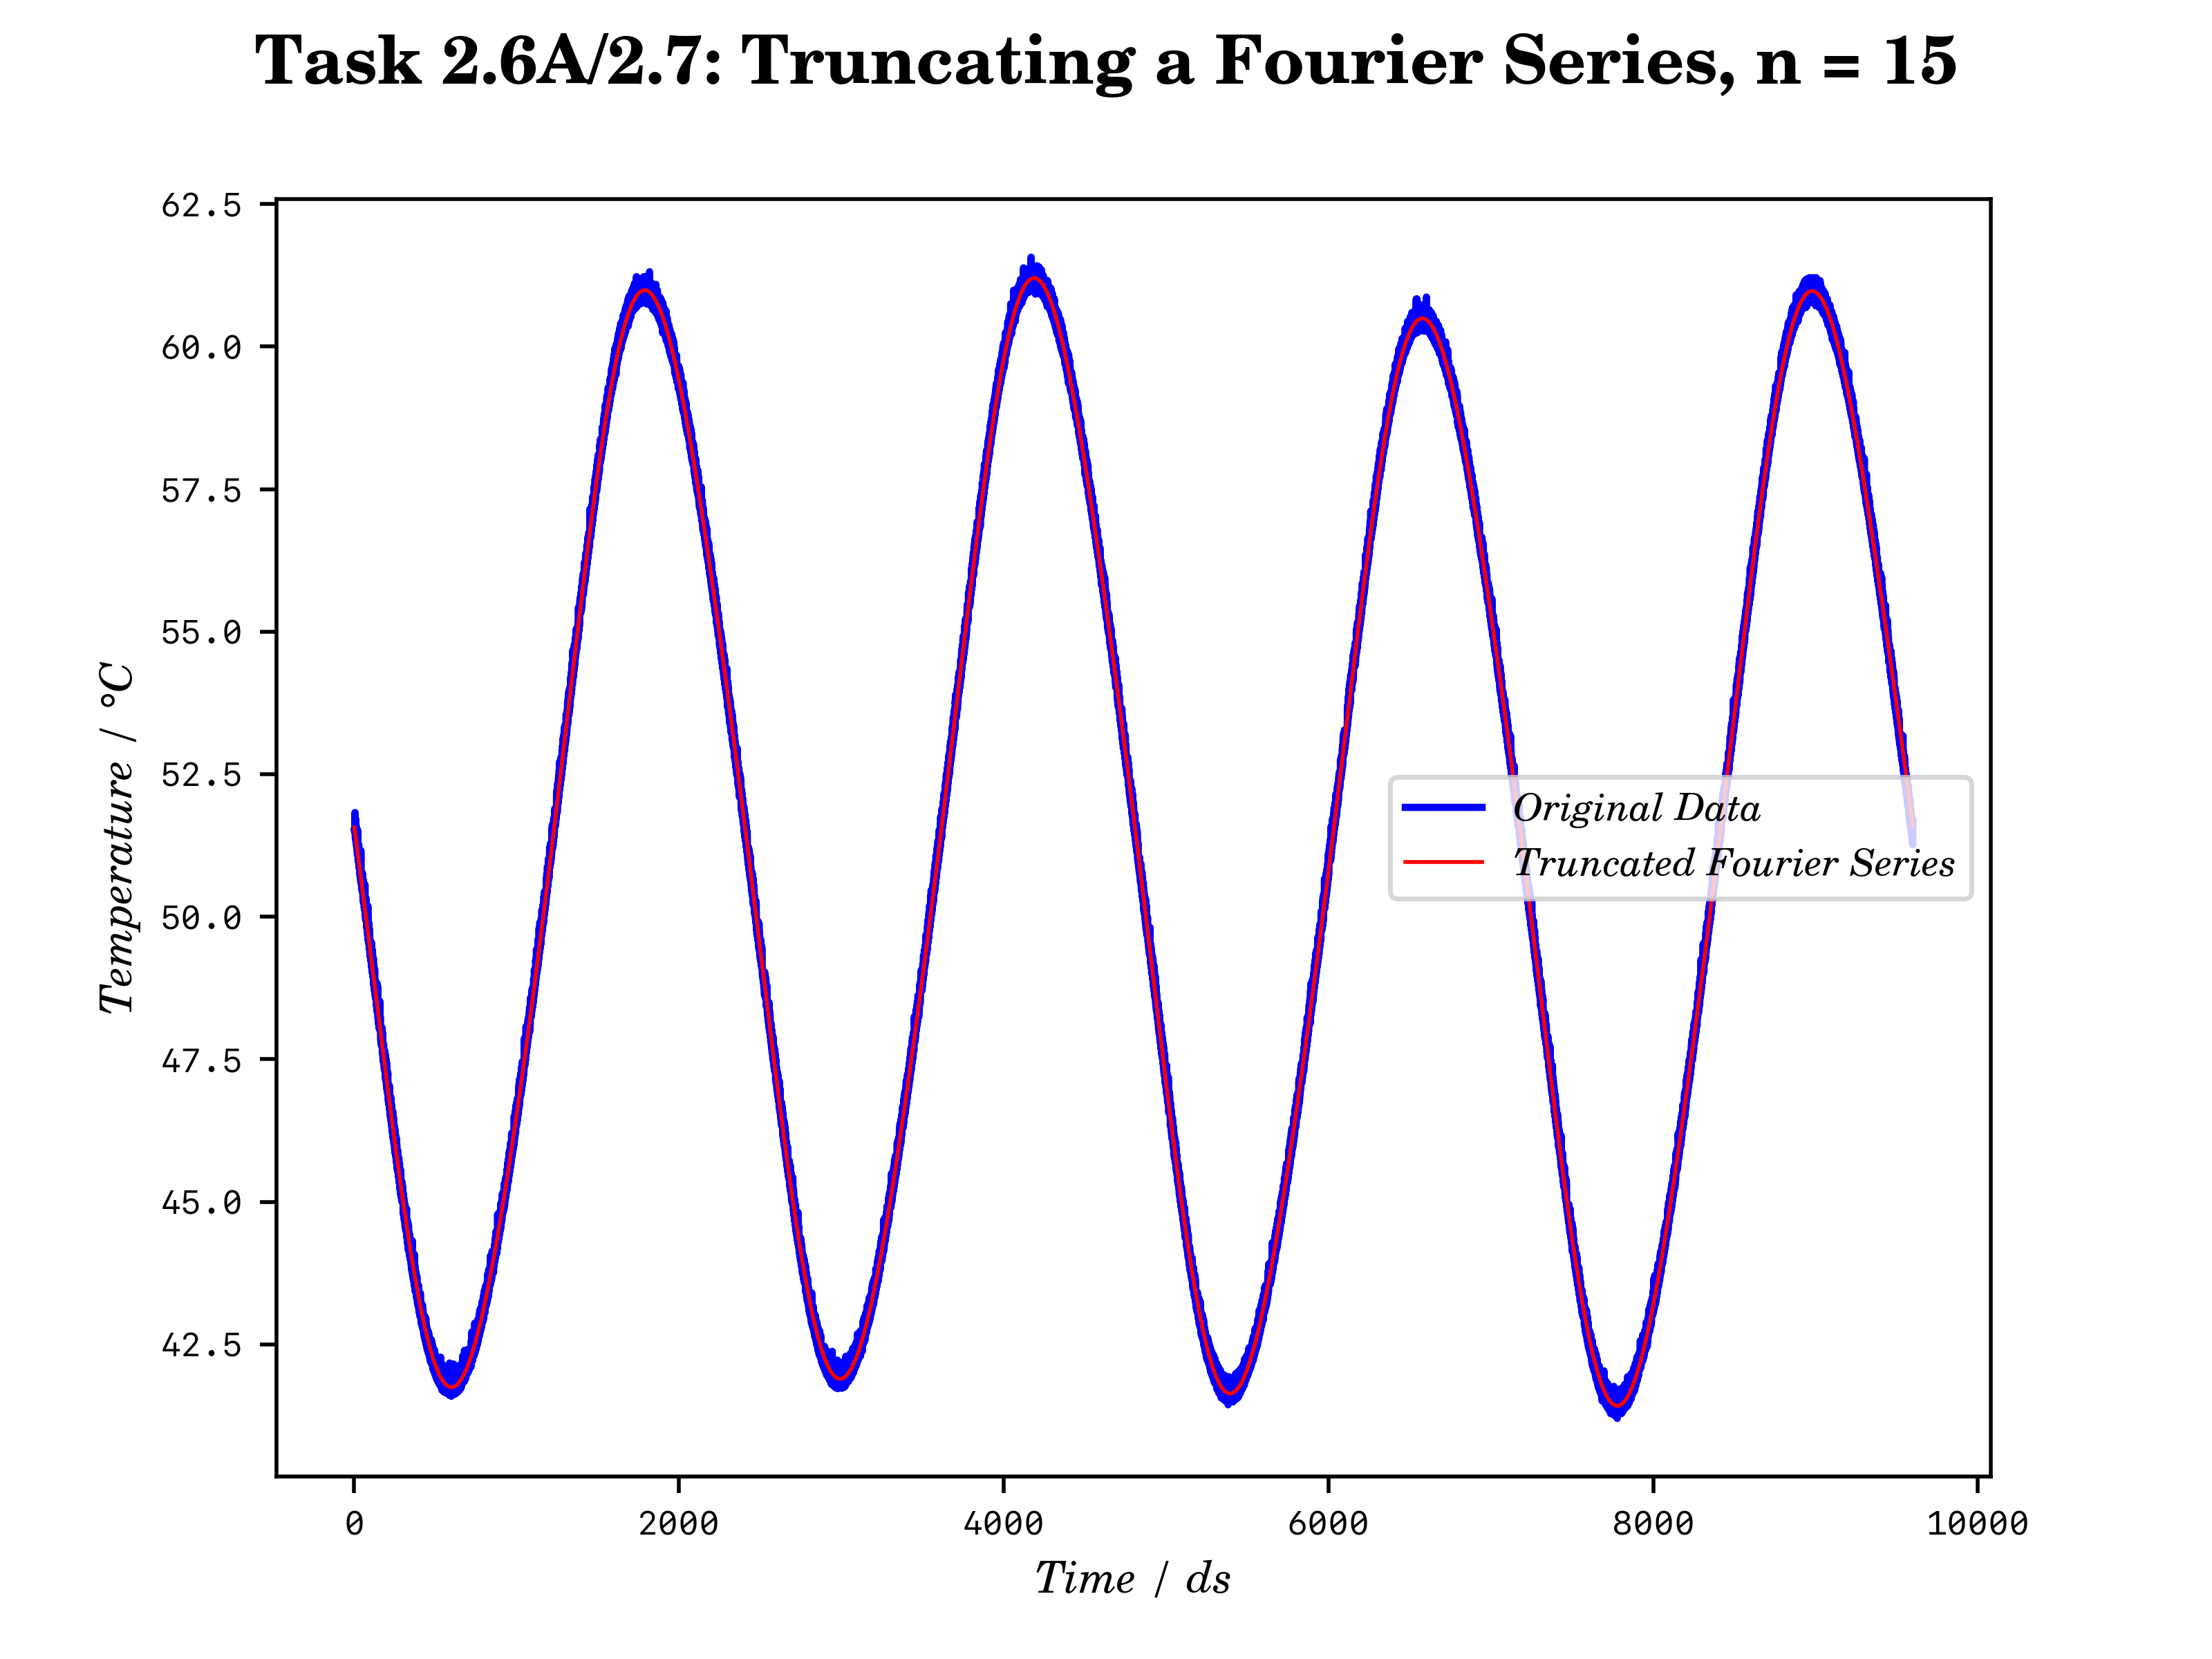 Task 2.6A/2.7: Truncating a Fourier Series, n = 15
62.5
60.0
57.5
55.0
52.5
50.0
47.5
45.0
42.5
Temperature / °C
Original Data
Truncated Fourier Series
0 2000 4000 6000 8000 10000
Time / ds